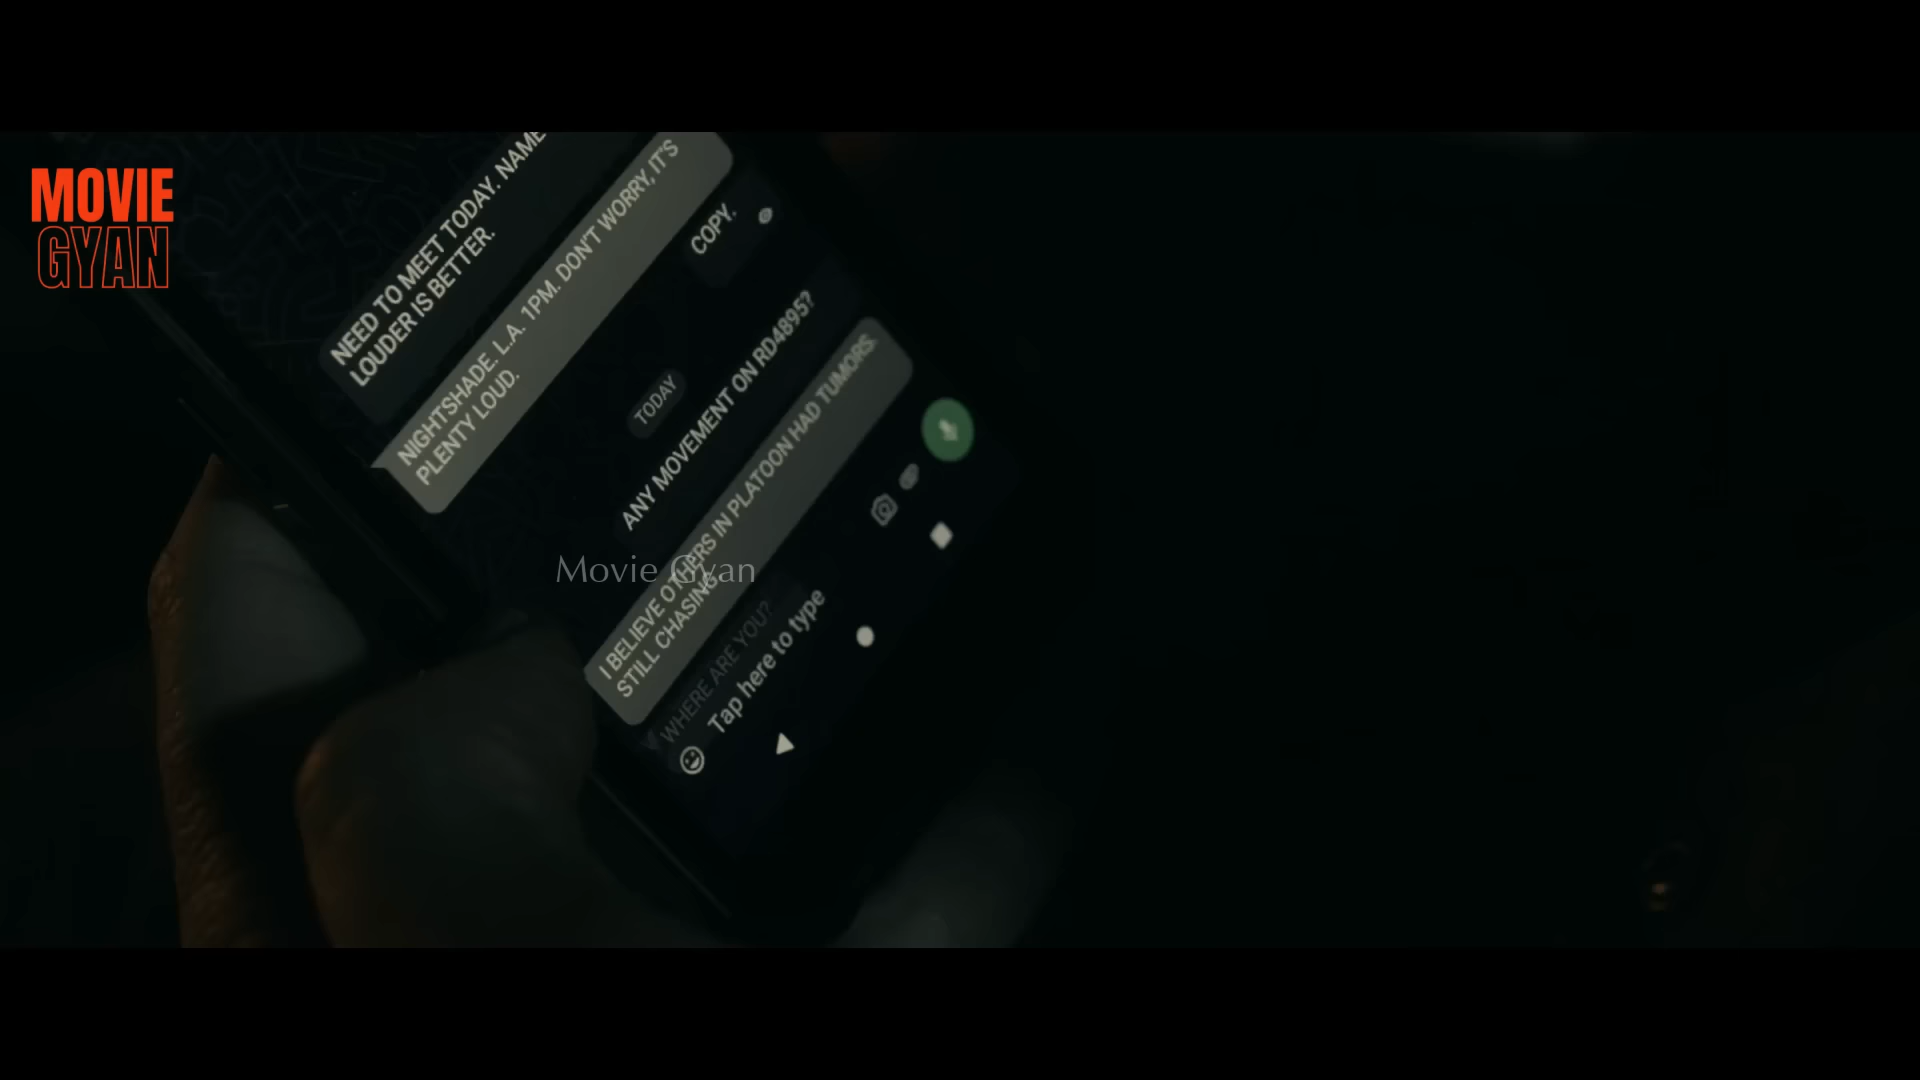 MOVIE
GYAN
NEED TO MEET TODAY. NAME
LOUDER IS BETTER.
NIGHTSHADE. L.A. 1PM. DON'T WORRY, IT'S
PLENTY LOUD.
COPY.
TODAY
ANY MOVEMENT ON RD4895?
I BELIEVE OTHERS IN PLATOON HAD TUMORS.
STILL CHASING.
WHERE ARE YOU?
Tap here to type
Movie Gyan